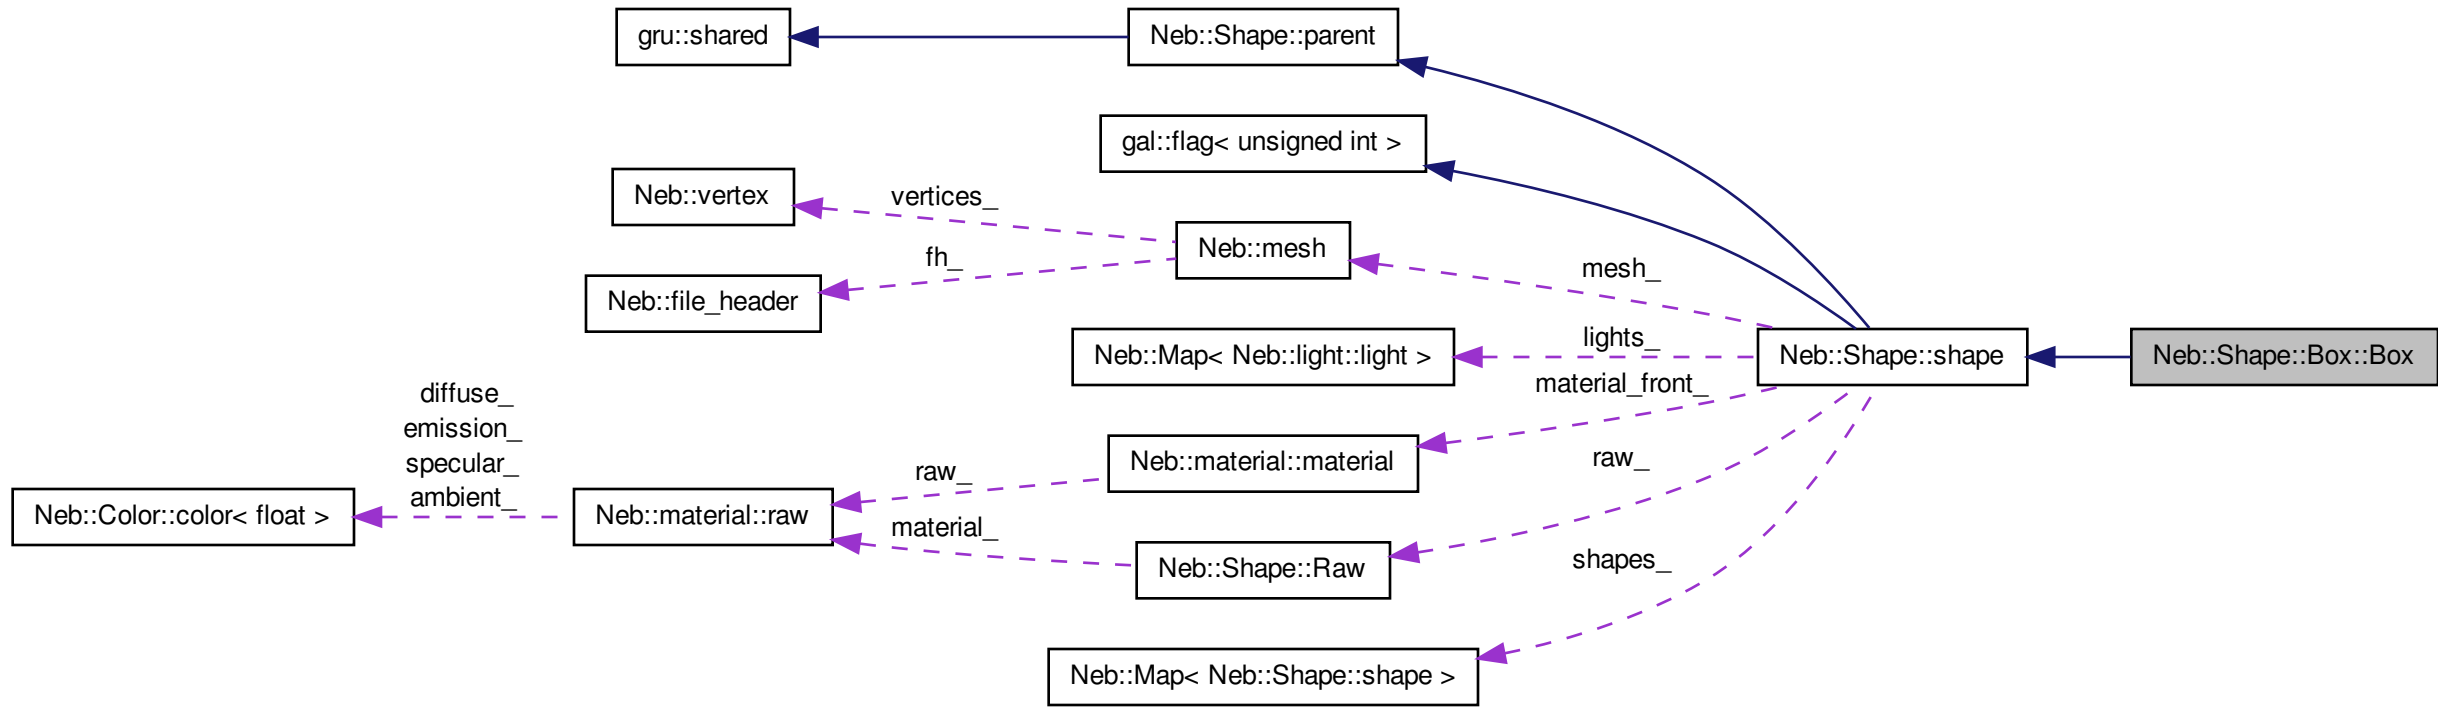 gru::shared
Neb::Shape::parent
gal::flag< unsigned int >
Neb::vertex
vertices_
Neb::mesh
fh_
mesh_
Neb::file_header
lights_
Neb::Map< Neb::light::light >
Neb::Shape::shape
Neb::Shape::Box::Box
material_front_
diffuse_
emission_
specular_
ambient_
Neb::material::material
raw_
raw_
Neb::Color::color< float >
Neb::material::raw
material_
Neb::Shape::Raw
shapes_
Neb::Map< Neb::Shape::shape >